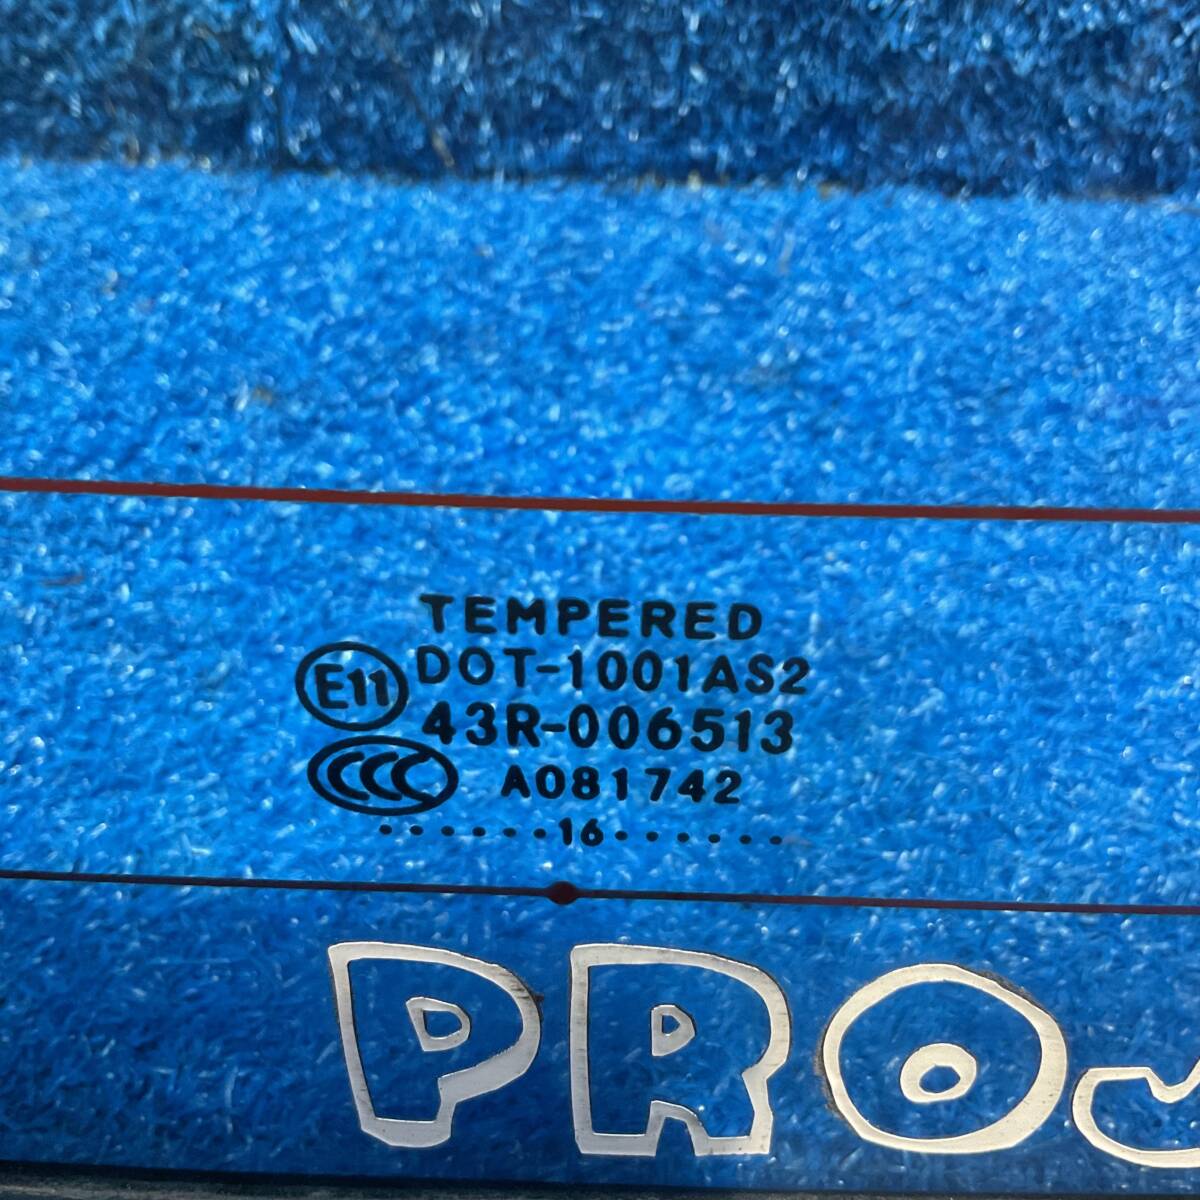 TEMPERED
E11 DOT-1001AS2
43R-006513
CCC A081742
······16······
PRO